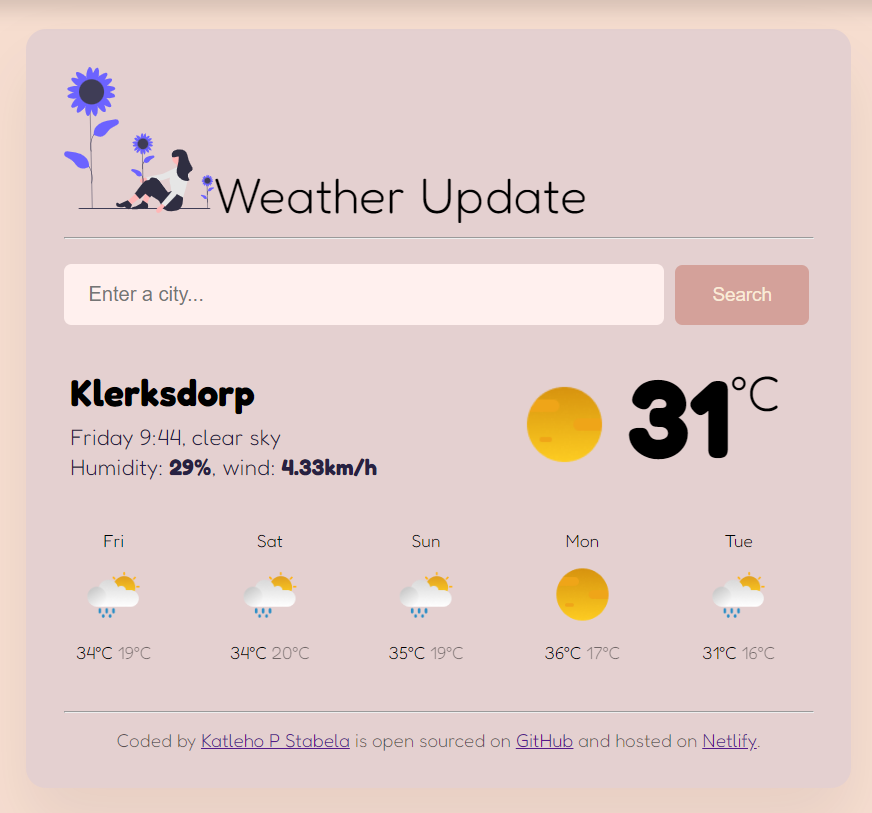 Weather Update
Enter a city...
Search
Klerksdorp
Friday 9:44, clear sky
Humidity: 29%, wind: 4.33km/h
31°C
Fri Sat Sun Mon Tue
34°C 19°C 34°C 20°C 35°C 19°C 36°C 17°C 31°C 16°C
Coded by Katleho P Stabela is open sourced on GitHub and hosted on Netlify.